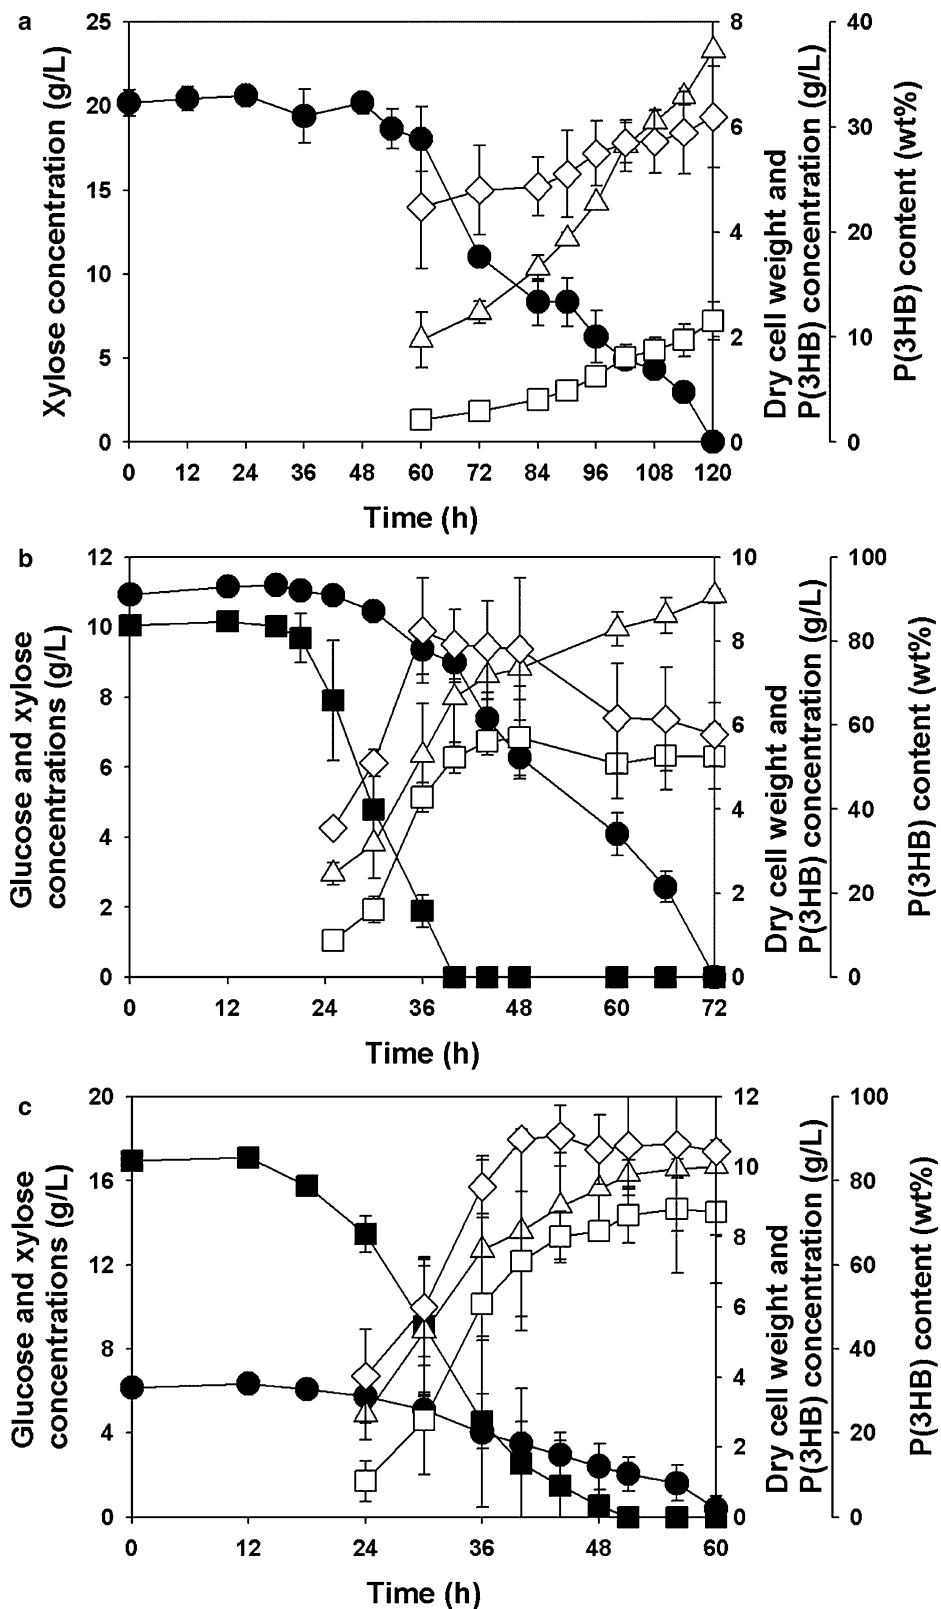 a
25
20
15
10
5
0
Xylose concentration (g/L)
8
6
4
2
0
Dry cell weight and
P(3HB) concentration (g/L)
40
30
20
10
0
P(3HB) content (wt%)
0 12 24 36 48 60 72 84 96 108 120
Time (h)
b
12
10
8
6
4
2
0
Glucose and xylose
concentrations (g/L)
10
8
6
4
2
0
Dry cell weight and
P(3HB) concentration (g/L)
100
80
60
40
20
0
P(3HB) content (wt%)
0 12 24 36 48 60 72
Time (h)
c
20
16
12
8
4
0
Glucose and xylose
concentrations (g/L)
12
10
8
6
4
2
0
Dry cell weight and
P(3HB) concentration (g/L)
100
80
60
40
20
0
P(3HB) content (wt%)
0 12 24 36 48 60
Time (h)